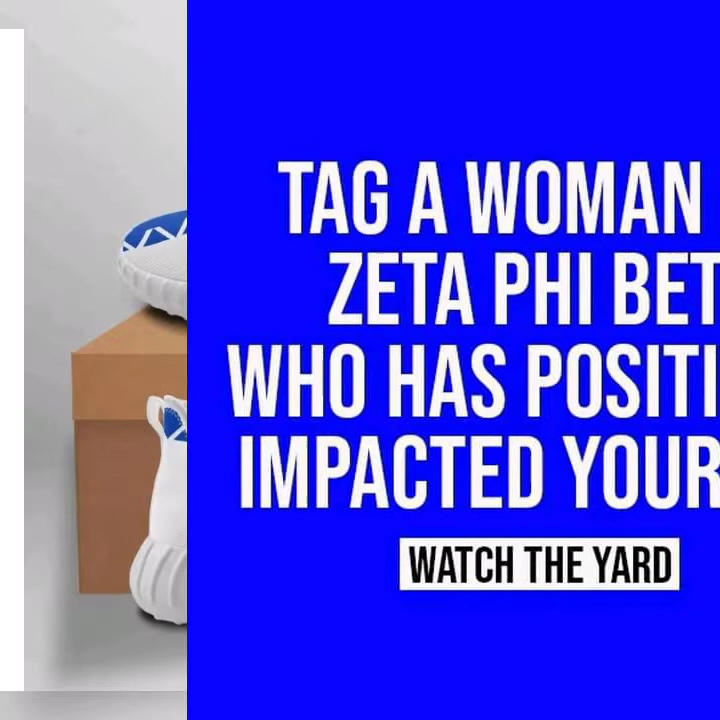 TAG A WOMAN
ZETA PHI BET
WHO HAS POSITI
IMPACTED YOUR
WATCH THE YARD